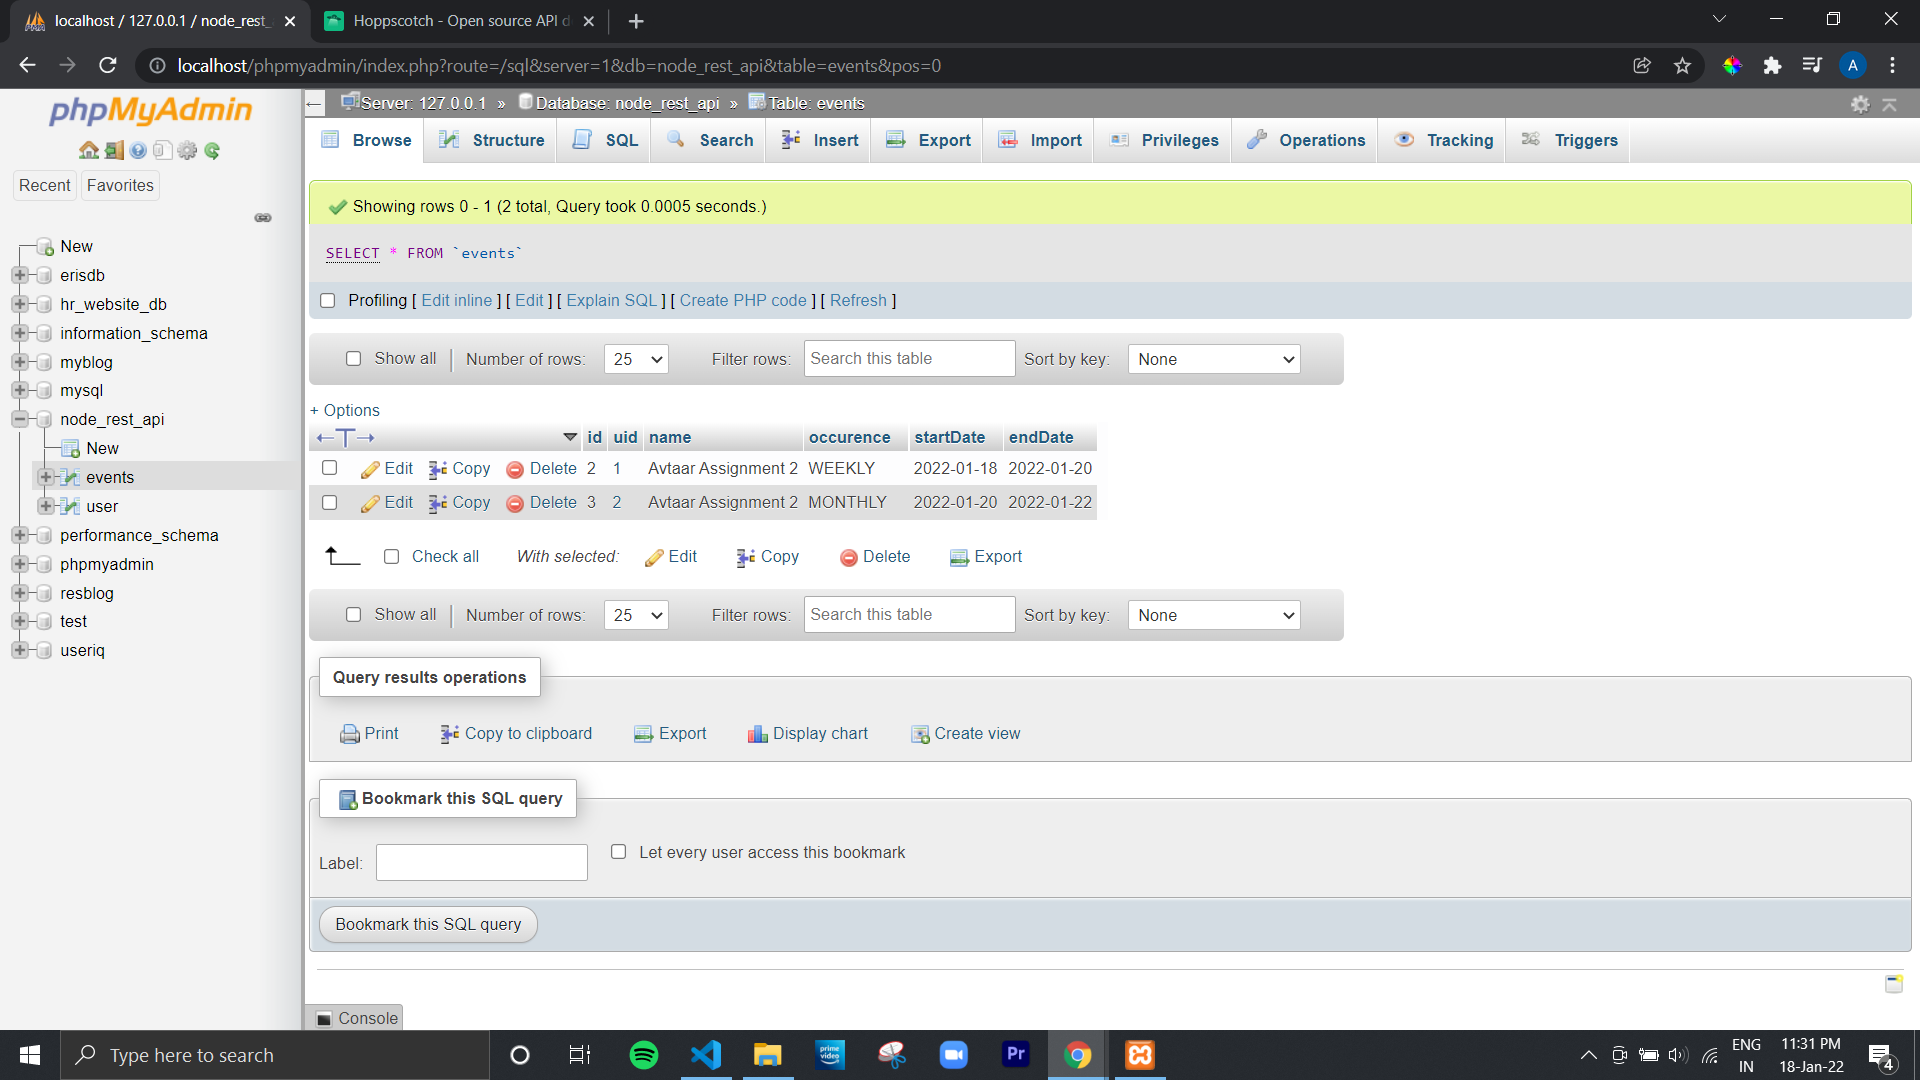 localhost / 127.0.0.1 / node_rest_
Hoppscotch - Open source API d
localhost/phpmyadmin/index.php?route=/sql&server=1&db=node_rest_api&table=events&pos=0
A
phpMyAdmin
Recent
Favorites
New
erisdb
hr_website_db
information_schema
myblog
mysql
node_rest_api
New
events
user
performance_schema
phpmyadmin
resblog
test
useriq
Server: 127.0.0.1 » Database: node_rest_api » Table: events
Browse Structure SQL Search Insert Export Import Privileges Operations Tracking Triggers
Showing rows 0 - 1 (2 total, Query took 0.0005 seconds.)
SELECT * FROM `events`
Profiling [ Edit inline ] [ Edit ] [ Explain SQL ] [ Create PHP code ] [ Refresh ]
Show all Number of rows: 25 Filter rows: Search this table Sort by key: None
+ Options
id uid name occurence startDate endDate
Edit Copy Delete 2 1 Avtaar Assignment 2 WEEKLY 2022-01-18 2022-01-20
Edit Copy Delete 3 2 Avtaar Assignment 2 MONTHLY 2022-01-20 2022-01-22
Check all With selected: Edit Copy Delete Export
Show all Number of rows: 25 Filter rows: Search this table Sort by key: None
Query results operations
Print Copy to clipboard Export Display chart Create view
Bookmark this SQL query
Label: Let every user access this bookmark
Bookmark this SQL query
Console
Type here to search
prime video
Pr
ENG
IN
11:31 PM
18-Jan-22
4